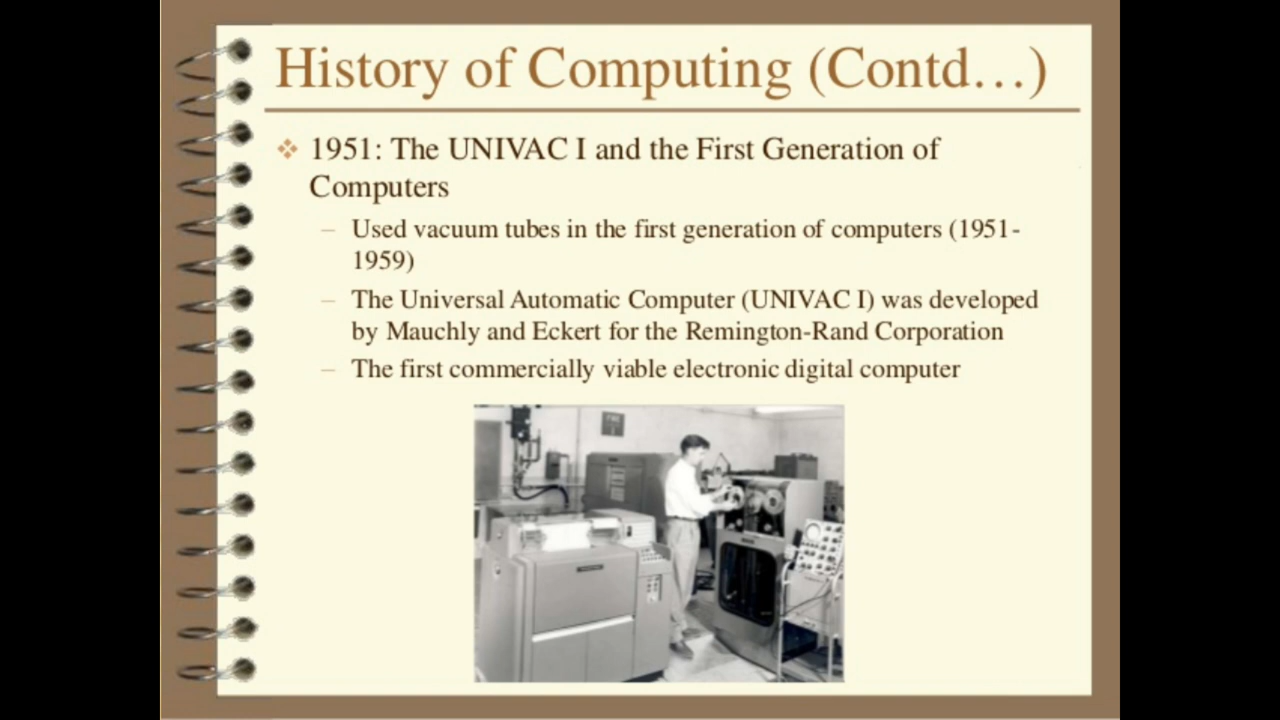 History of Computing (Contd…)
1951: The UNIVAC I and the First Generation of
Computers
– Used vacuum tubes in the first generation of computers (1951-
1959)
– The Universal Automatic Computer (UNIVAC I) was developed
by Mauchly and Eckert for the Remington-Rand Corporation
– The first commercially viable electronic digital computer